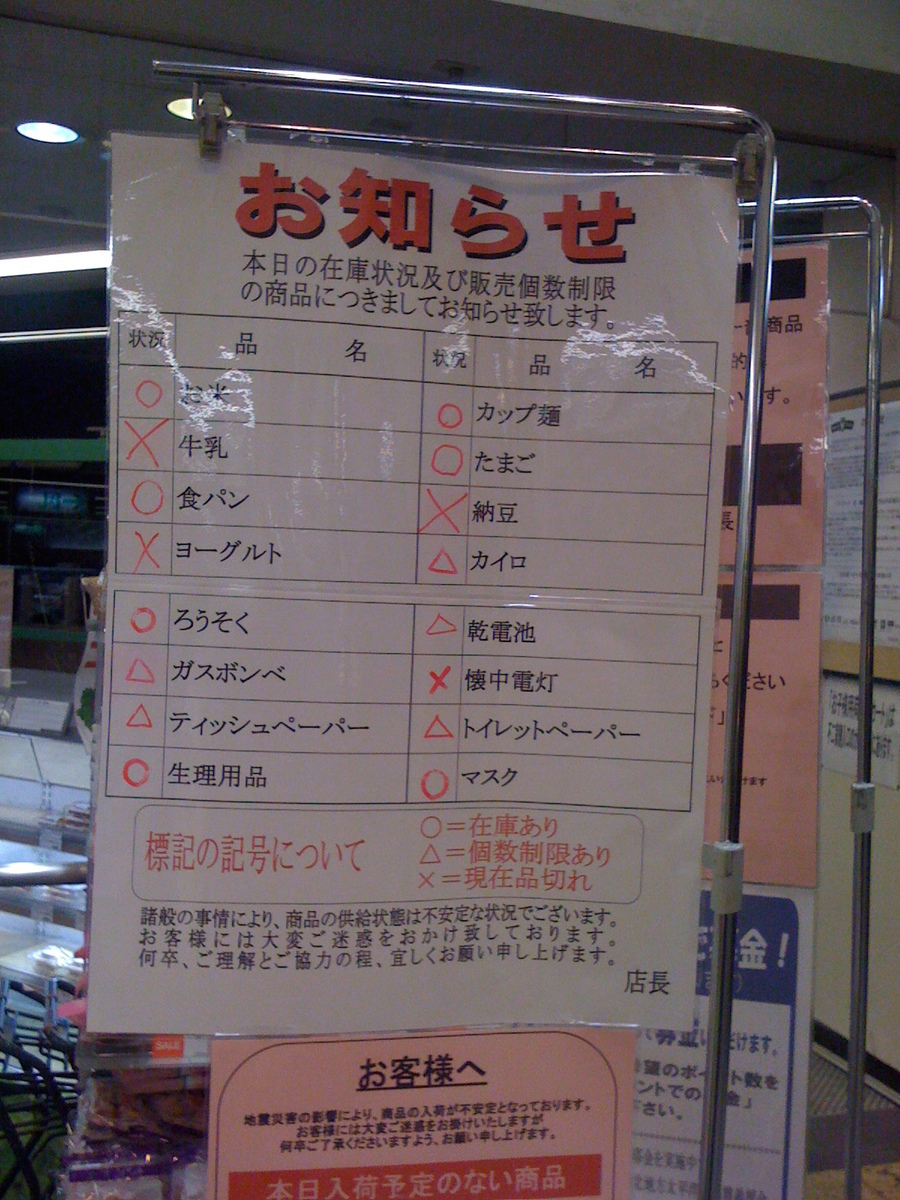 お知らせ
本日の在庫状況及び販売個数制限
の商品につきましてお知らせ致します。
状況 品 名 状況 品 名
○ お米 ○ カップ麺
× 牛乳 ○ たまご
○ 食パン × 納豆
× ヨーグルト △ カイロ
○ ろうそく △ 乾電池
△ ガスボンベ × 懐中電灯
△ ティッシュペーパー △ トイレットペーパー
○ 生理用品 ○ マスク
標記の記号について
○=在庫あり
△=個数制限あり
×=現在品切れ
諸般の事情により、商品の供給状態は不安定な状況でございます。
お客様には大変ご迷惑をおかけ致しております。
何卒、ご理解とご協力の程、宜しくお願い申し上げます。
店長
SALE
お客様へ
地震災害の影響により、商品の入荷が不安定となっております。
お客様には大変ご迷惑をお掛けいたしますが
何卒ご了承くださいますよう、お願い申し上げます。
本日入荷予定のない商品
商品
的
います。
長
ください
けます
金！
募金
だけます。
希望のポイント数を
ントでの
金」
さい。